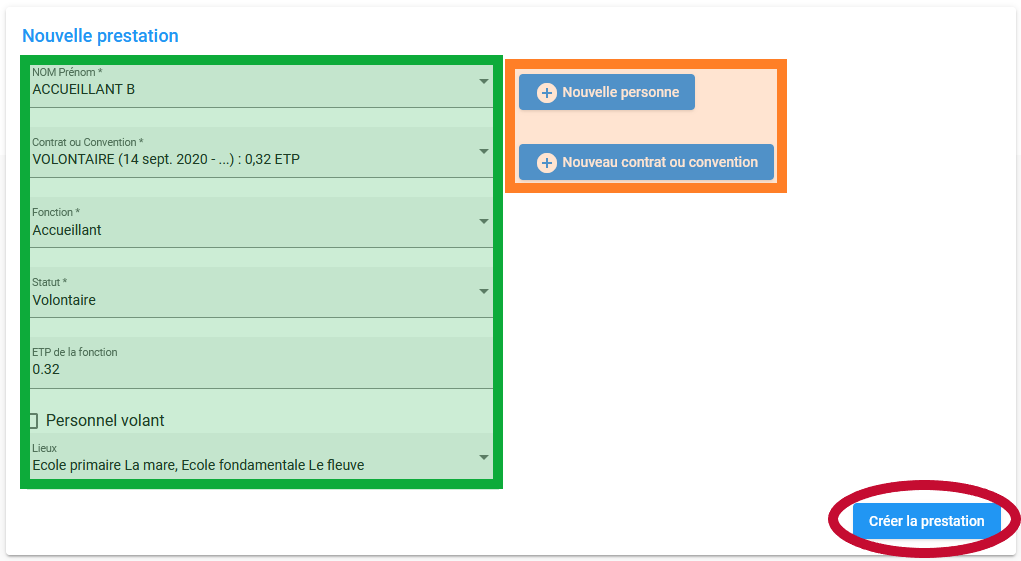 Nouvelle prestation
NOM Prénom *
ACCUEILLANT B
Nouvelle personne
Contrat ou Convention *
VOLONTAIRE (14 sept. 2020 - ...) : 0,32 ETP
Nouveau contrat ou convention
Fonction *
Accueillant
Statut *
Volontaire
ETP de la fonction
0.32
Personnel volant
Lieux
Ecole primaire La mare, Ecole fondamentale Le fleuve
Créer la prestation